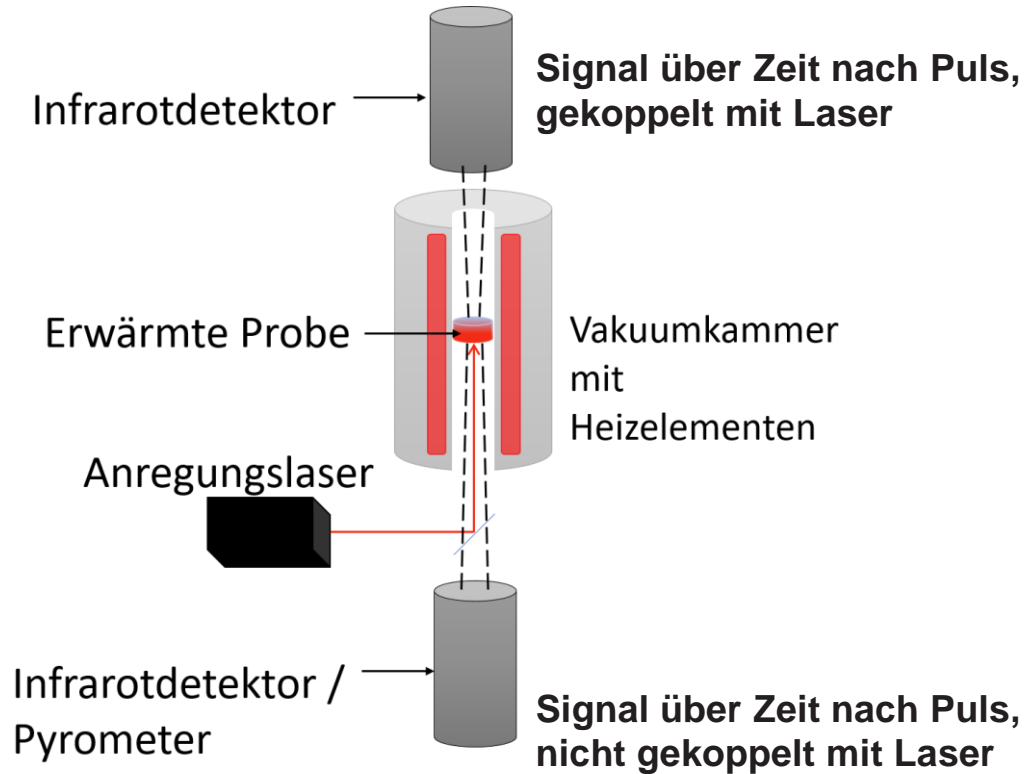 Signal über Zeit nach Puls,
gekoppelt mit Laser
Infrarotdetektor
Erwärmte Probe
Vakuumkammer
mit
Heizelementen
Anregungslaser
Infrarotdetektor /
Pyrometer
Signal über Zeit nach Puls,
nicht gekoppelt mit Laser